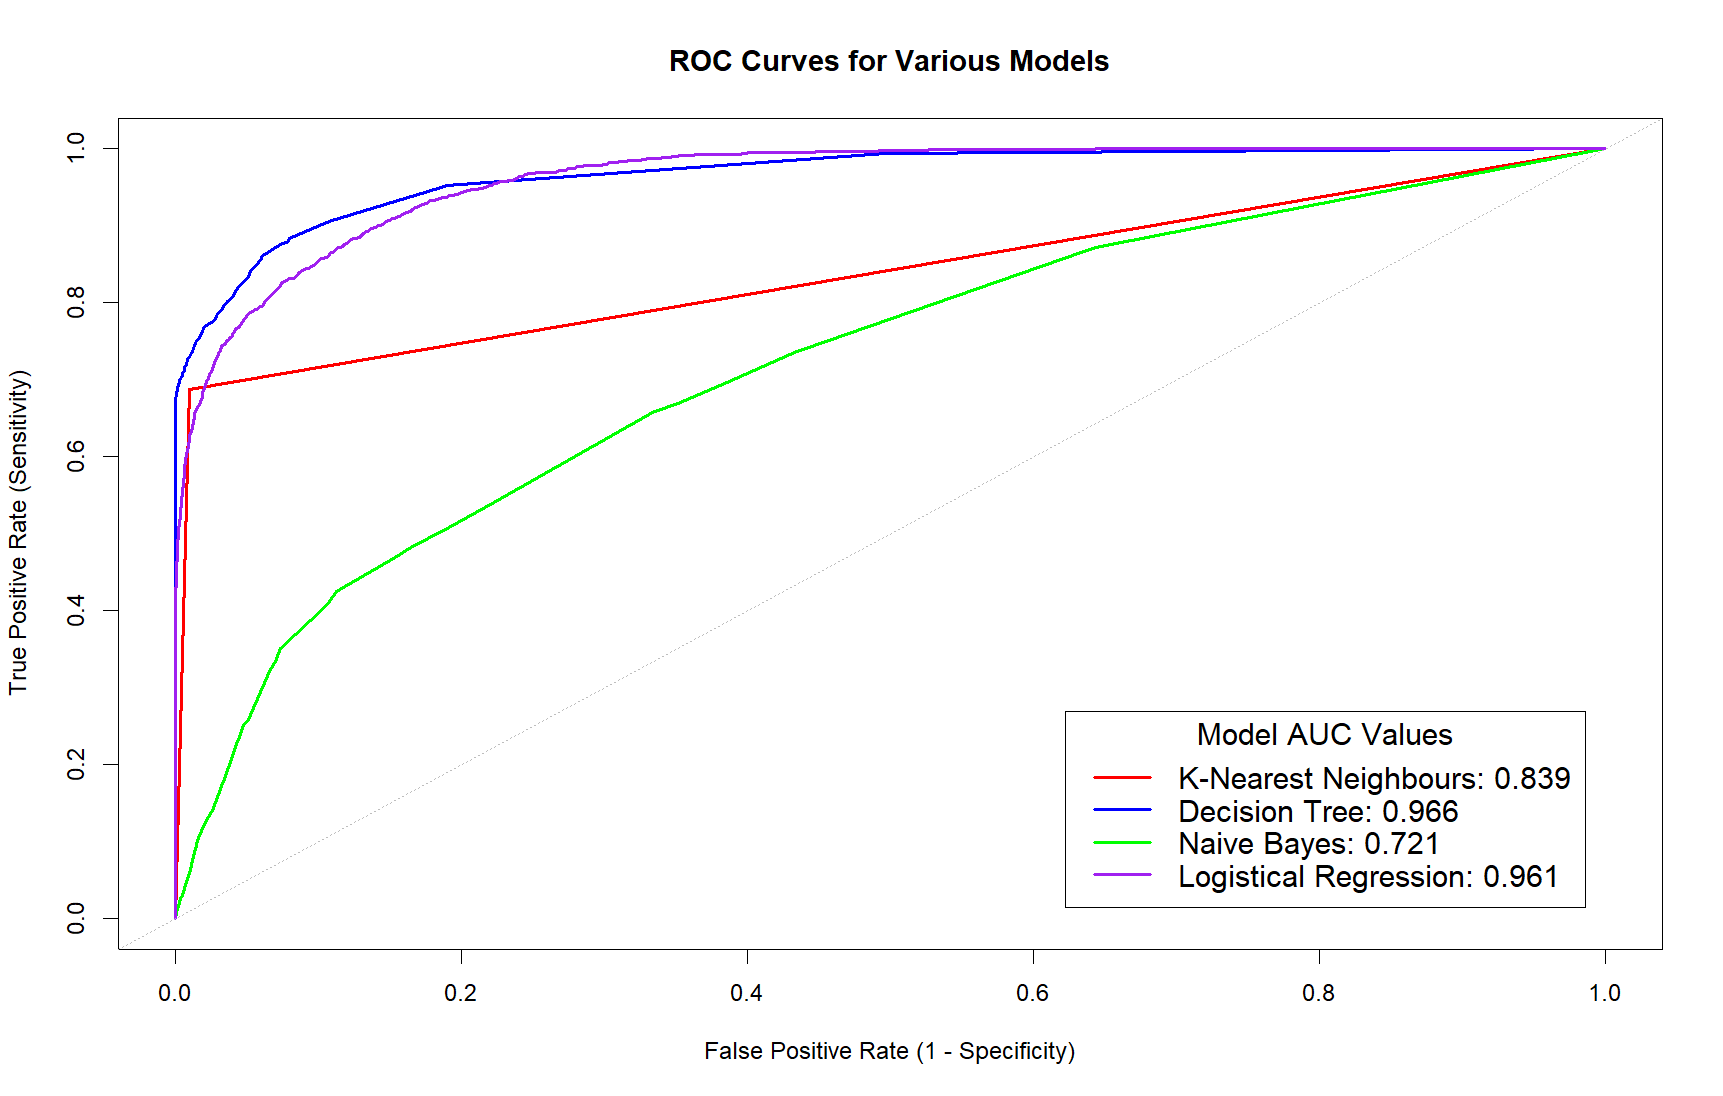 ROC Curves for Various Models
True Positive Rate (Sensitivity)
1.0
0.8
0.6
0.4
0.2
0.0
Model AUC Values
K-Nearest Neighbours: 0.839
Decision Tree: 0.966
Naive Bayes: 0.721
Logistical Regression: 0.961
0.0 0.2 0.4 0.6 0.8 1.0
False Positive Rate (1 - Specificity)